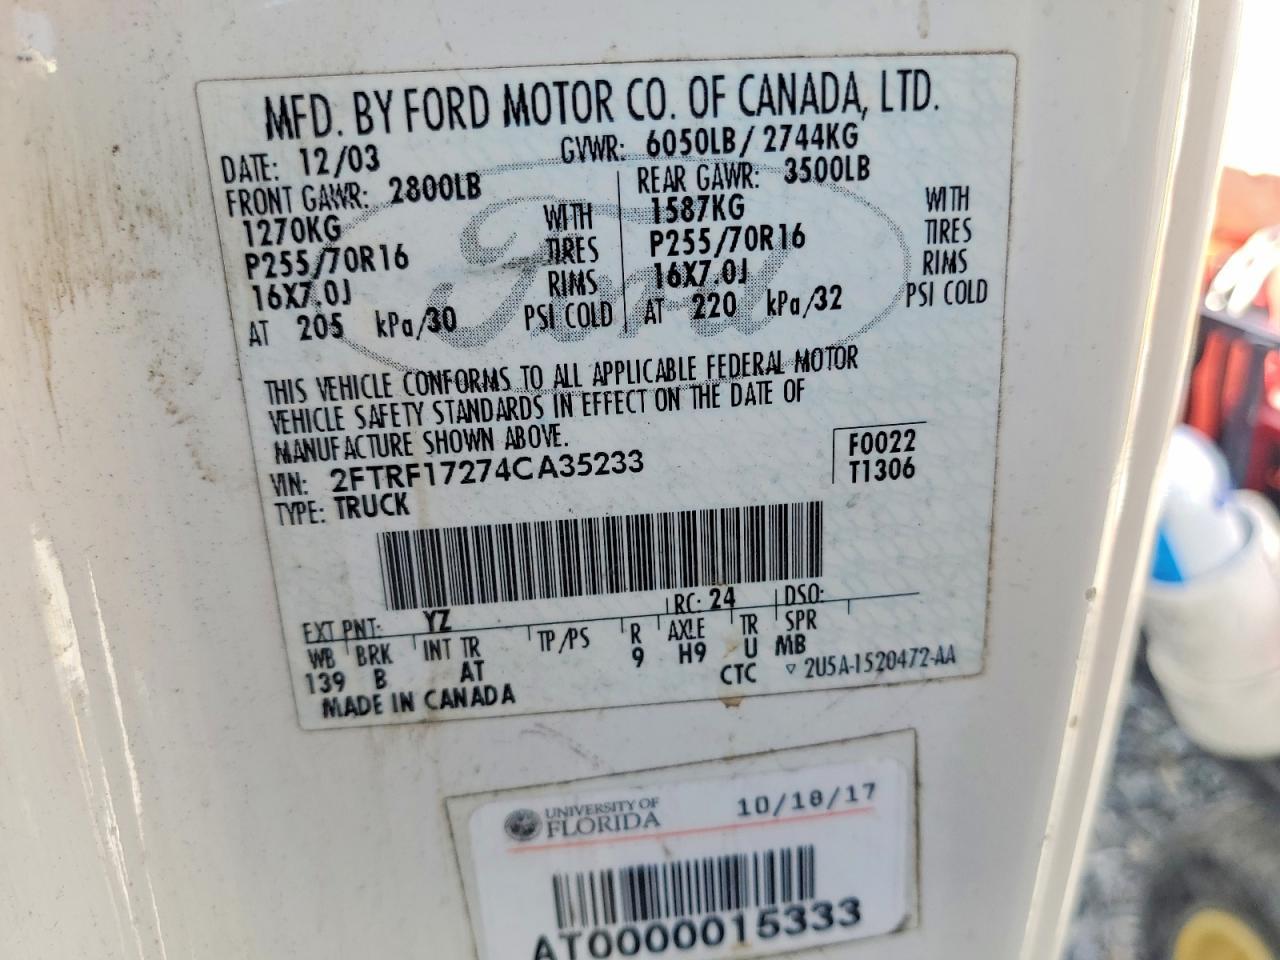 MFD. BY FORD MOTOR CO. OF CANADA, LTD.
DATE: 12/03 GVWR: 6050LB/2744KG
FRONT GAWR: 2800LB REAR GAWR: 3500LB
1270KG WITH 1587KG WITH
P255/70R16 TIRES P255/70R16 TIRES
16X7.0J RIMS 16X7.0J RIMS
AT 205 kPa/30 PSI COLD AT 220 kPa/32 PSI COLD
Ford
THIS VEHICLE CONFORMS TO ALL APPLICABLE FEDERAL MOTOR
VEHICLE SAFETY STANDARDS IN EFFECT ON THE DATE OF
MANUFACTURE SHOWN ABOVE.
VIN: 2FTRF17274CA35233 F0022
TYPE: TRUCK T1306
EXT PNT: YZ RC: 24 DSO:
WB BRK INT TR TP/PS R AXLE TR SPR
139 B AT 9 H9 U MB
CTC ▽ 2U5A-1520472-AA
MADE IN CANADA
UNIVERSITY OF
FLORIDA 10/18/17
AT0000015333